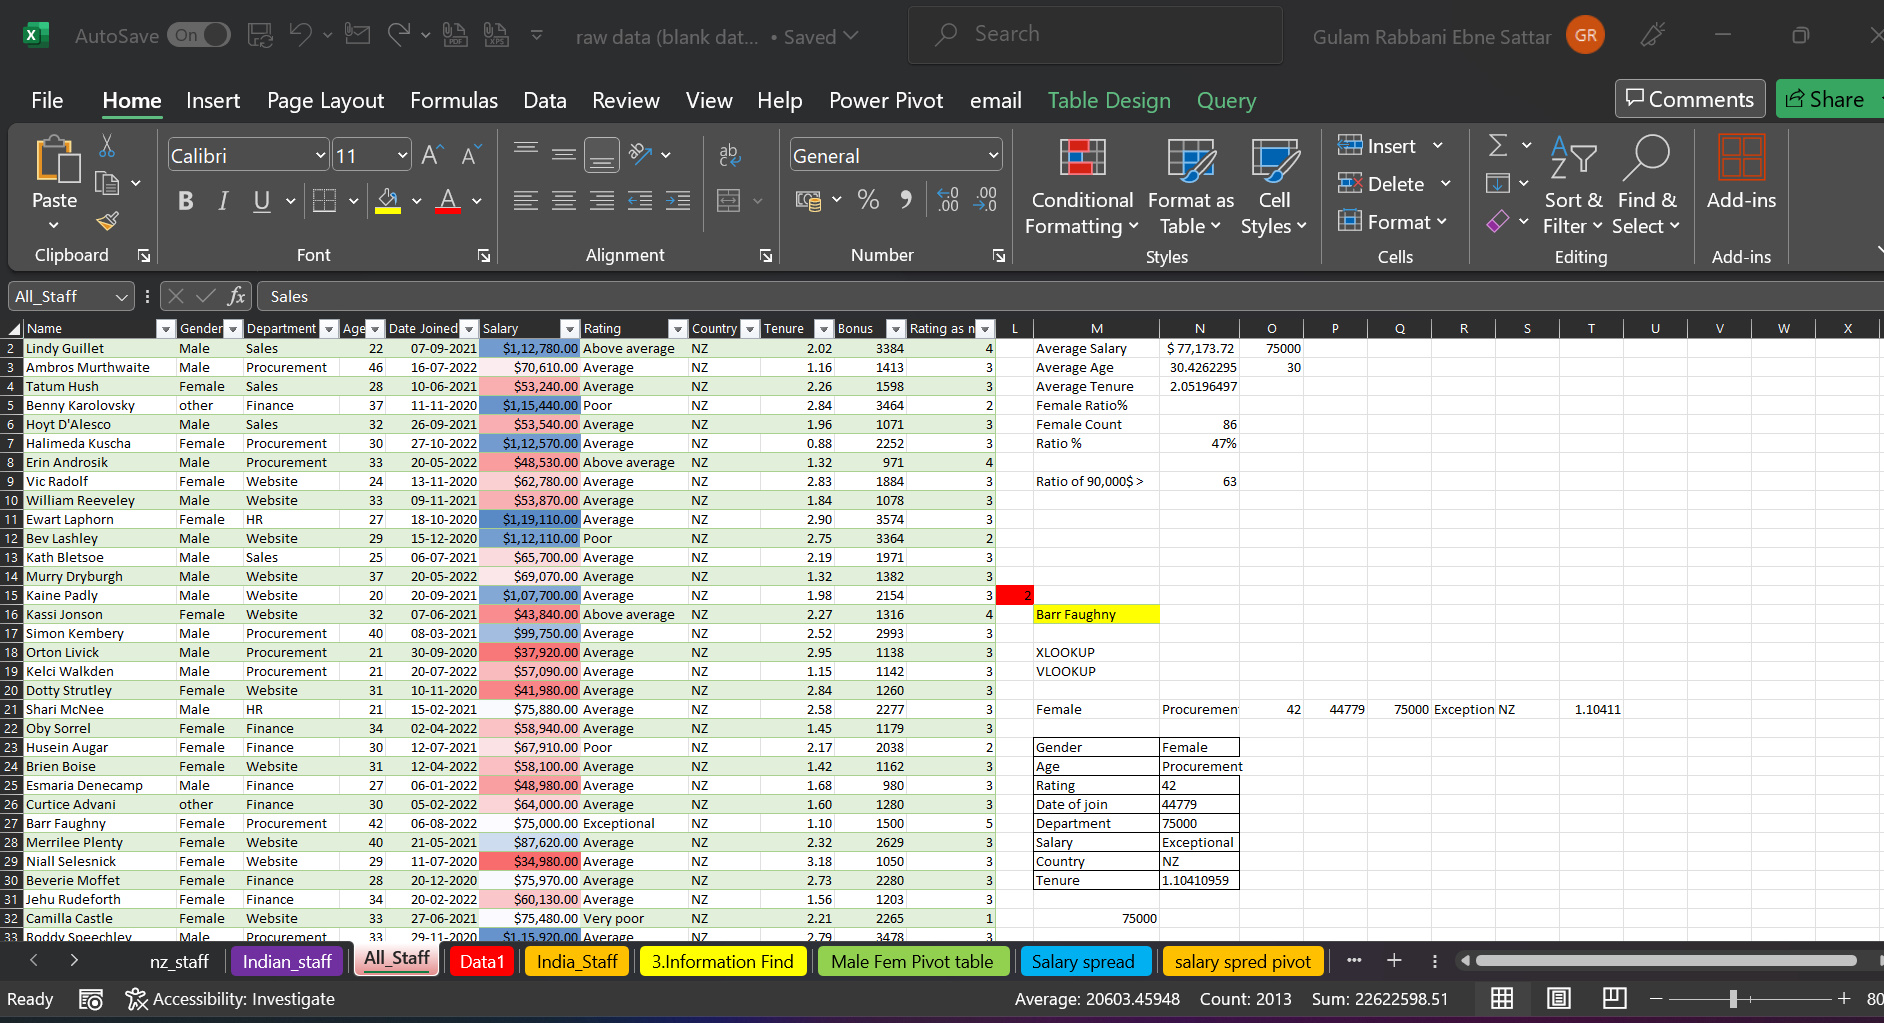 AutoSave On raw data (blank dat... • Saved Search Gulam Rabbani Ebne Sattar GR
File Home Insert Page Layout Formulas Data Review View Help Power Pivot email Table Design Query Comments Share
Paste Calibri 11 General Conditional Formatting Format as Table Cell Styles Insert Delete Format Sort & Filter Find & Select Add-ins
Clipboard Font Alignment Number Styles Cells Editing Add-ins
All_Staff fx Sales
Name Gender Department Age Date Joined Salary Rating Country Tenure Bonus Rating as n L M N O P Q R S T U V W X
2 Lindy Guillet Male Sales 22 07-09-2021 $1,12,780.00 Above average NZ 2.02 3384 4 Average Salary $ 77,173.72 75000
3 Ambros Murthwaite Male Procurement 46 16-07-2022 $70,610.00 Average NZ 1.16 1413 3 Average Age 30.4262295 30
4 Tatum Hush Female Sales 28 10-06-2021 $53,240.00 Average NZ 2.26 1598 3 Average Tenure 2.05196497
5 Benny Karolovsky other Finance 37 11-11-2020 $1,15,440.00 Poor NZ 2.84 3464 2 Female Ratio%
6 Hoyt D'Alesco Male Sales 32 26-09-2021 $53,540.00 Average NZ 1.96 1071 3 Female Count 86
7 Halimeda Kuscha Female Procurement 30 27-10-2022 $1,12,570.00 Average NZ 0.88 2252 3 Ratio % 47%
8 Erin Androsik Male Procurement 33 20-05-2022 $48,530.00 Above average NZ 1.32 971 4
9 Vic Radolf Female Website 24 13-11-2020 $62,780.00 Average NZ 2.83 1884 3 Ratio of 90,000$ > 63
10 William Reeveley Male Website 33 09-11-2021 $53,870.00 Average NZ 1.84 1078 3
11 Ewart Laphorn Female HR 27 18-10-2020 $1,19,110.00 Average NZ 2.90 3574 3
12 Bev Lashley Male Website 29 15-12-2020 $1,12,110.00 Poor NZ 2.75 3364 2
13 Kath Bletsoe Male Sales 25 06-07-2021 $65,700.00 Average NZ 2.19 1971 3
14 Murry Dryburgh Male Website 37 20-05-2022 $69,070.00 Average NZ 1.32 1382 3
15 Kaine Padly Male Website 20 20-09-2021 $1,07,700.00 Average NZ 1.98 2154 3 2
16 Kassi Jonson Female Website 32 07-06-2021 $43,840.00 Above average NZ 2.27 1316 4 Barr Faughny
17 Simon Kembery Male Procurement 40 08-03-2021 $99,750.00 Average NZ 2.52 2993 3
18 Orton Livick Male Procurement 21 30-09-2020 $37,920.00 Average NZ 2.95 1138 3 XLOOKUP
19 Kelci Walkden Male Procurement 21 20-07-2022 $57,090.00 Average NZ 1.15 1142 3 VLOOKUP
20 Dotty Strutley Female Website 31 10-11-2020 $41,980.00 Average NZ 2.84 1260 3
21 Shari McNee Male HR 21 15-02-2021 $75,880.00 Average NZ 2.58 2277 3 Female Procuremen 42 44779 75000 Exception NZ 1.10411
22 Oby Sorrel Female Finance 34 02-04-2022 $58,940.00 Average NZ 1.45 1179 3
23 Husein Augar Female Finance 30 12-07-2021 $67,910.00 Poor NZ 2.17 2038 2 Gender Female
24 Brien Boise Female Website 31 12-04-2022 $58,100.00 Average NZ 1.42 1162 3 Age Procurement
25 Esmaria Denecamp Male Finance 27 06-01-2022 $48,980.00 Average NZ 1.68 980 3 Rating 42
26 Curtice Advani other Finance 30 05-02-2022 $64,000.00 Average NZ 1.60 1280 3 Date of join 44779
27 Barr Faughny Female Procurement 42 06-08-2022 $75,000.00 Exceptional NZ 1.10 1500 5 Department 75000
28 Merrilee Plenty Female Website 40 21-05-2021 $87,620.00 Average NZ 2.32 2629 3 Salary Exceptional
29 Niall Selesnick Female Website 29 11-07-2020 $34,980.00 Average NZ 3.18 1050 3 Country NZ
30 Beverie Moffet Female Finance 28 20-12-2020 $75,970.00 Average NZ 2.73 2280 3 Tenure 1.10410959
31 Jehu Rudeforth Female Finance 34 20-02-2022 $60,130.00 Average NZ 1.56 1203 3
32 Camilla Castle Female Website 33 27-06-2021 $75,480.00 Very poor NZ 2.21 2265 1 75000
33 Roddy Speechley Male Procurement 33 29-11-2020 $1,15,920.00 Average NZ 2.79 3478 3
nz_staff Indian_staff All_Staff Data1 India_Staff 3.Information Find Male Fem Pivot table Salary spread salary spred pivot
Ready Accessibility: Investigate Average: 20603.45948 Count: 2013 Sum: 22622598.51 80